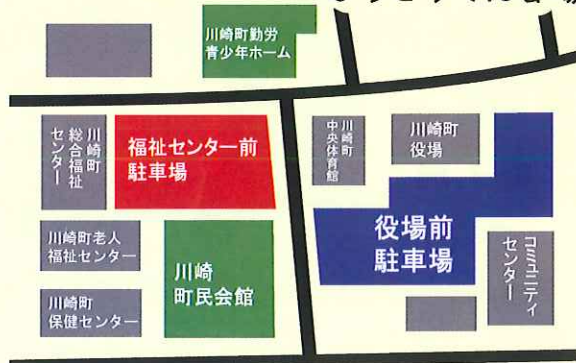 川崎町勤労
青少年ホーム
川崎町
総合福祉
センター
福祉センター前
駐車場
川崎町
中央体育館
川崎町
役場
川崎町老人
福祉センター
川崎
町民会館
役場前
駐車場
コミュニティ
センター
川崎町
保健センター